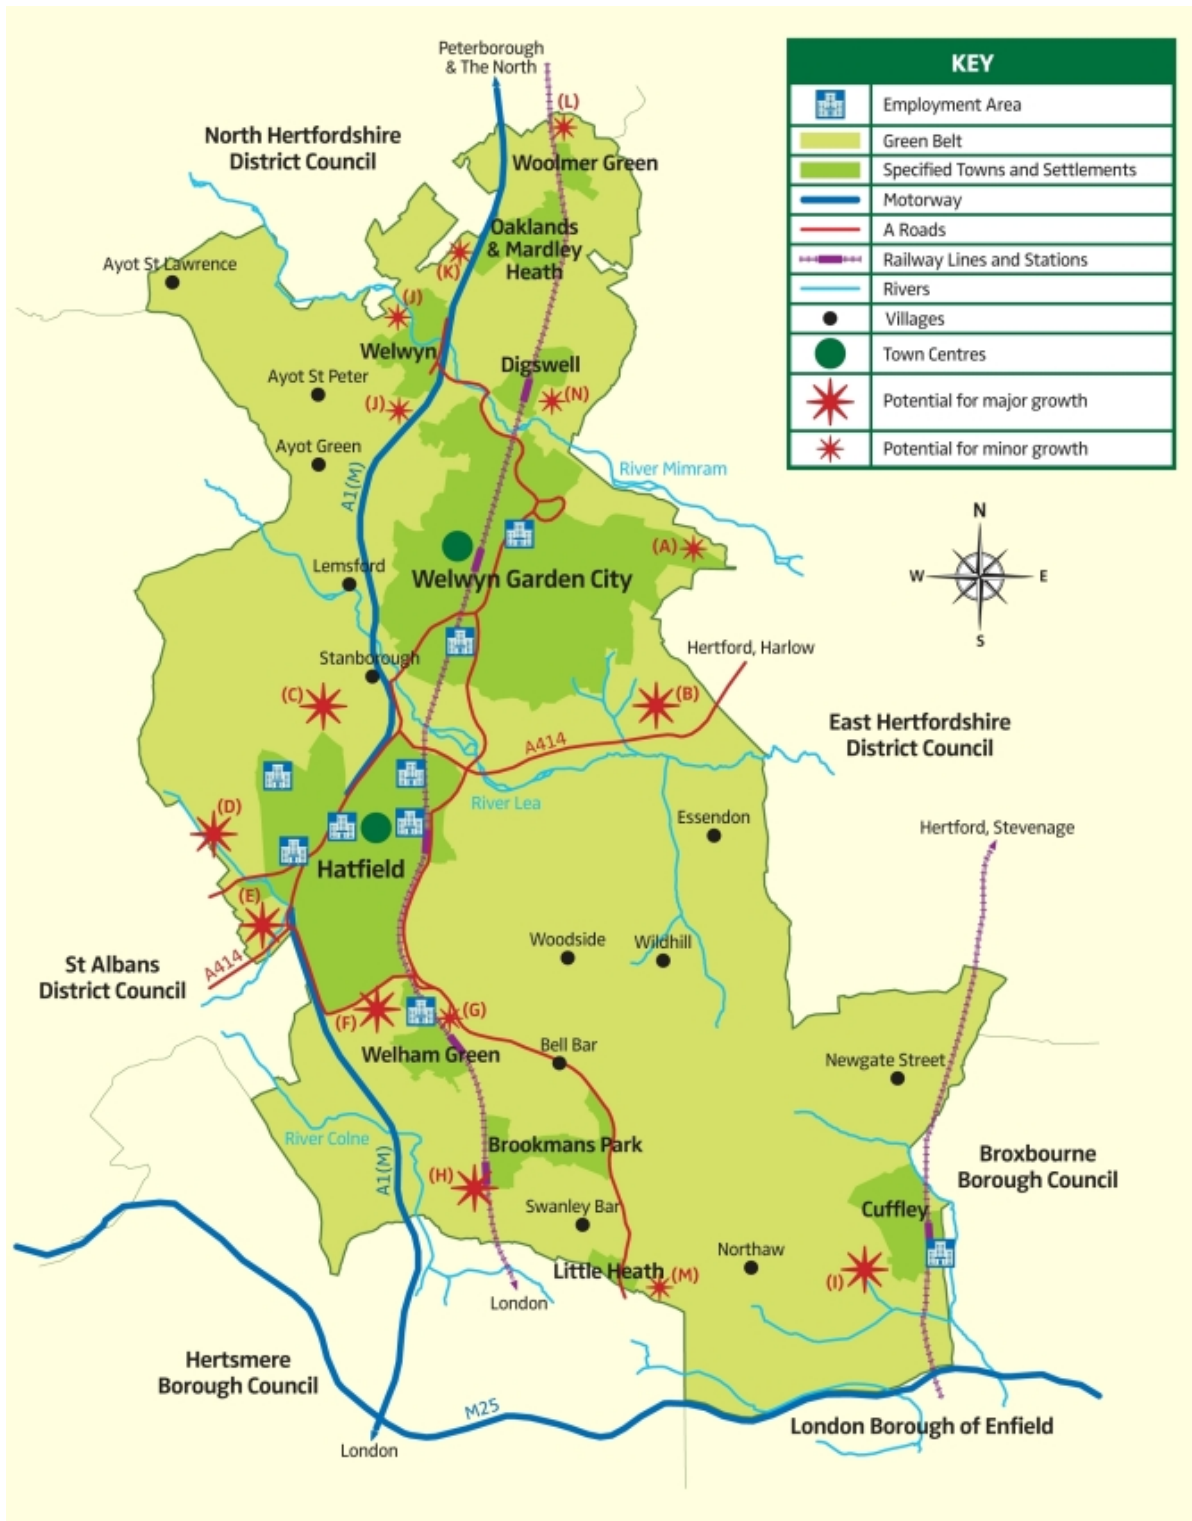 Peterborough
& The North
(L)
North Hertfordshire
District Council
Woolmer Green
Oaklands
& Mardley
Heath
(K)
Ayot St Lawrence
(J)
Welwyn
Digswell
Ayot St Peter
(J)
(N)
Ayot Green
A1(M)
River Mimram
(A)
Lemsford
Welwyn Garden City
Stanborough
Hertford, Harlow
(C)
(B)
A414
East Hertfordshire
District Council
(D)
River Lea
Essendon
Hertford, Stevenage
Hatfield
(E)
Woodside
Wildhill
St Albans
District Council
A414
(F)
(G)
Welham Green
Bell Bar
Newgate Street
River Colne
Brookmans Park
A1(M)
(H)
Broxbourne
Borough Council
Swanley Bar
Cuffley
Northaw
Little Heath
(M)
(I)
London
Hertsmere
Borough Council
M25
London
London Borough of Enfield
KEY
Employment Area
Green Belt
Specified Towns and Settlements
Motorway
A Roads
Railway Lines and Stations
Rivers
Villages
Town Centres
Potential for major growth
Potential for minor growth
N
W
E
S